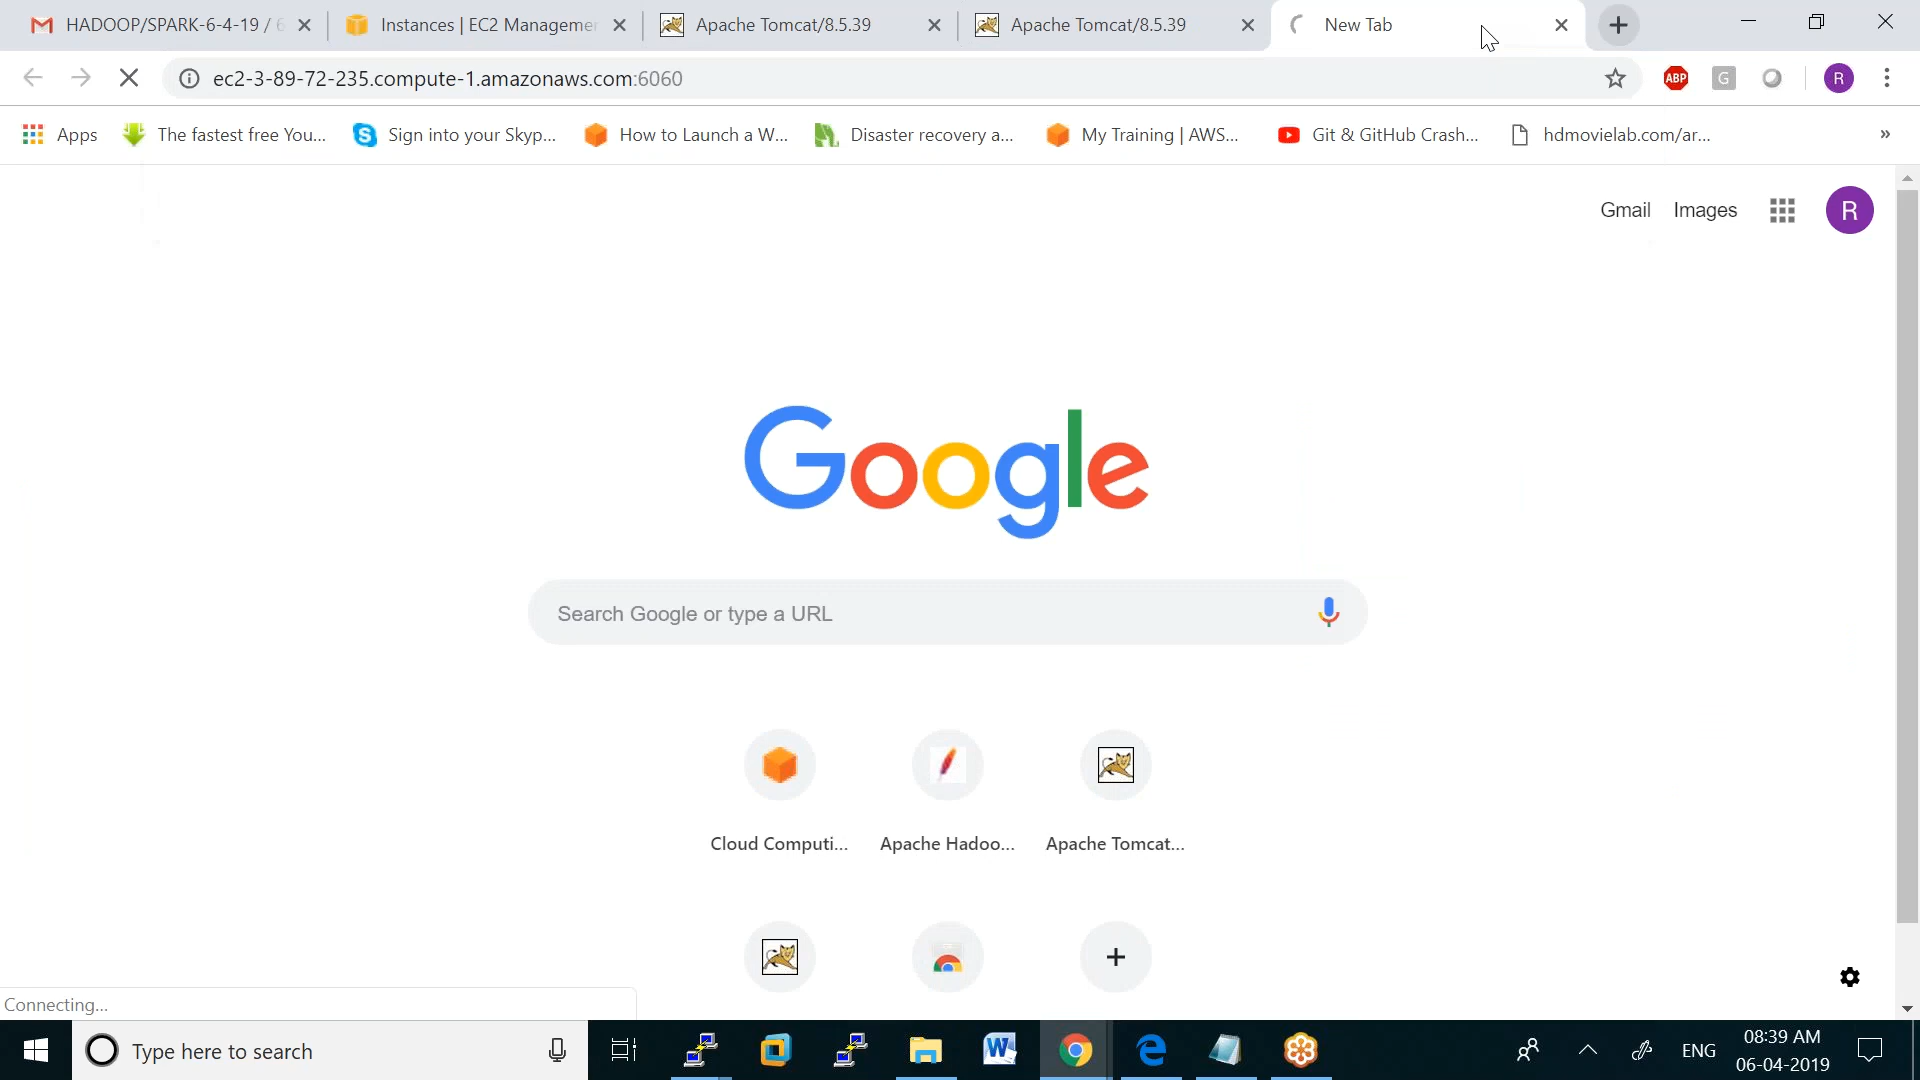 HADOOP/SPARK-6-4-19 / 6
Instances | EC2 Managemen
Apache Tomcat/8.5.39
Apache Tomcat/8.5.39
New Tab
ec2-3-89-72-235.compute-1.amazonaws.com:6060
ABP
G
R
Apps
The fastest free You...
Sign into your Skyp...
How to Launch a W...
Disaster recovery a...
My Training | AWS...
Git & GitHub Crash...
hdmovielab.com/ar...
»
Gmail
Images
R
Google
Search Google or type a URL
Cloud Computi...
Apache Hadoo...
Apache Tomcat...
Connecting...
Type here to search
ENG
08:39 AM
06-04-2019